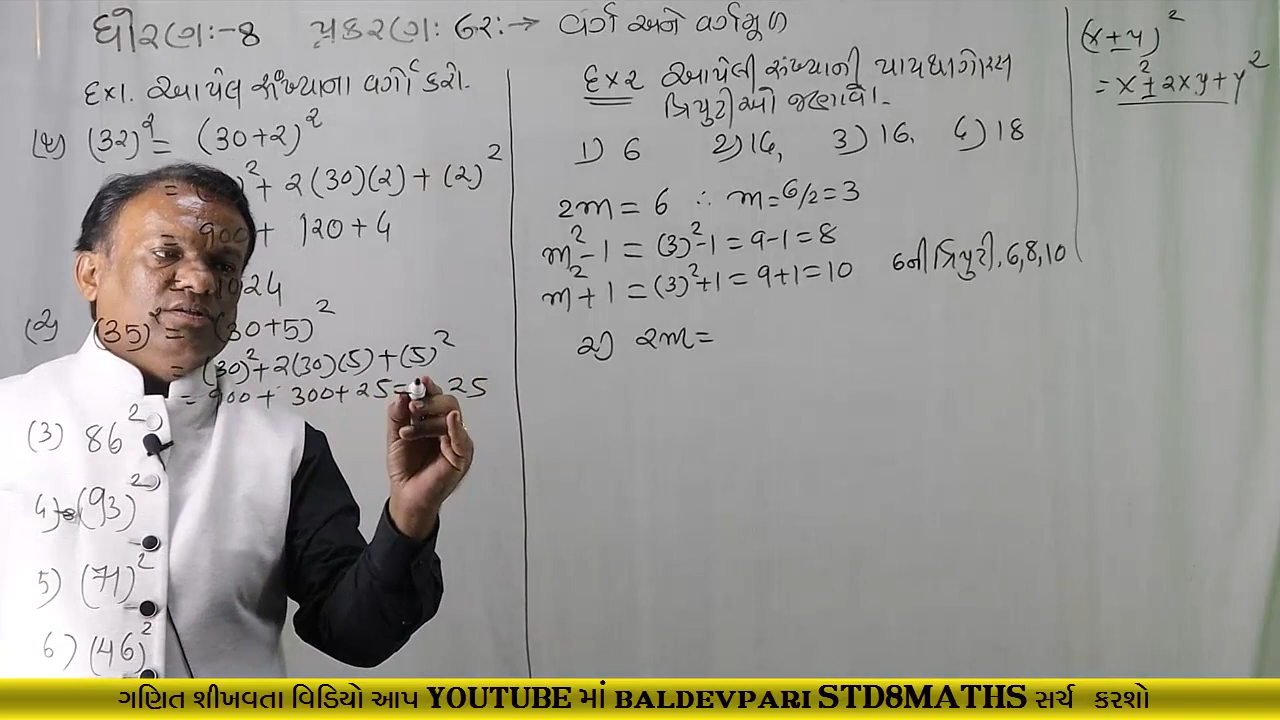 ધોરણઃ-8 પ્રકરણઃ 6રઃ→ વર્ગ અને વર્ગમૂળ
Ex1. આપેલ સંખ્યાના વર્ગો કરો.
(૧) (32)² = (30+2)²
= ² + 2(30)(2) + (2)²
900 + 120 + 4
1024
(૨) (35)² = (30+5)²
= (30)² + 2(30)(5) + (5)²
= 900 + 300 + 25 = 25
(3) 86²
4) (93)²
5) (71)²
6) (46)²
Ex2 આપેલી સંખ્યાની પાયથાગોરસ
ત્રિપુટીઓ જણાવો.
1) 6 2) 14, 3) 16, 4) 18
2m = 6 ∴ m = 6/2 = 3
m² - 1 = (3)² - 1 = 9 - 1 = 8
m² + 1 = (3)² + 1 = 9 + 1 = 10 6ની ત્રિપુટી. 6, 8, 10
૨) 2m =
(x ± y)²
= x² ± 2xy + y²
ગણિત શીખવતા વિડિયો આપ YOUTUBE માં BALDEVPARI STD8MATHS સર્ચ કરશો